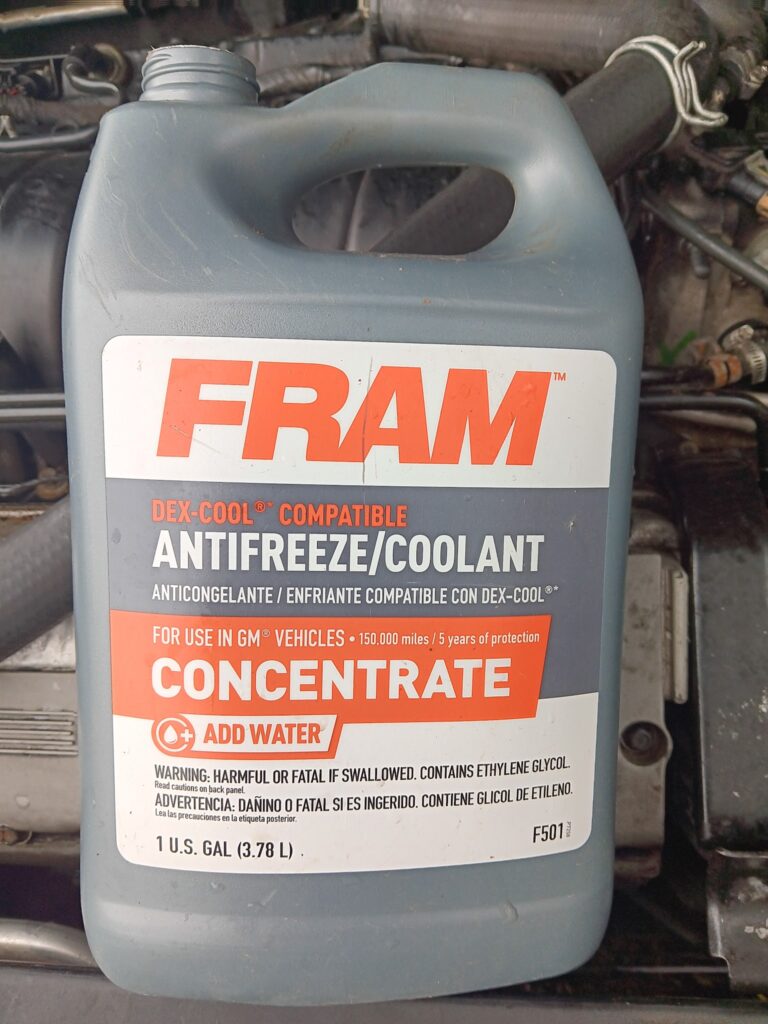 FRAM™
DEX-COOL®* COMPATIBLE
ANTIFREEZE/COOLANT
ANTICONGELANTE / ENFRIANTE COMPATIBLE CON DEX-COOL®*
FOR USE IN GM® VEHICLES • 150.000 miles / 5 years of protection
CONCENTRATE
ADD WATER
WARNING: HARMFUL OR FATAL IF SWALLOWED. CONTAINS ETHYLENE GLYCOL.
Read cautions on back panel.
ADVERTENCIA: DAÑINO O FATAL SI ES INGERIDO. CONTIENE GLICOL DE ETILENO.
Lea las precauciones en la etiqueta posterior.
1 U.S. GAL (3.78 L)
F501